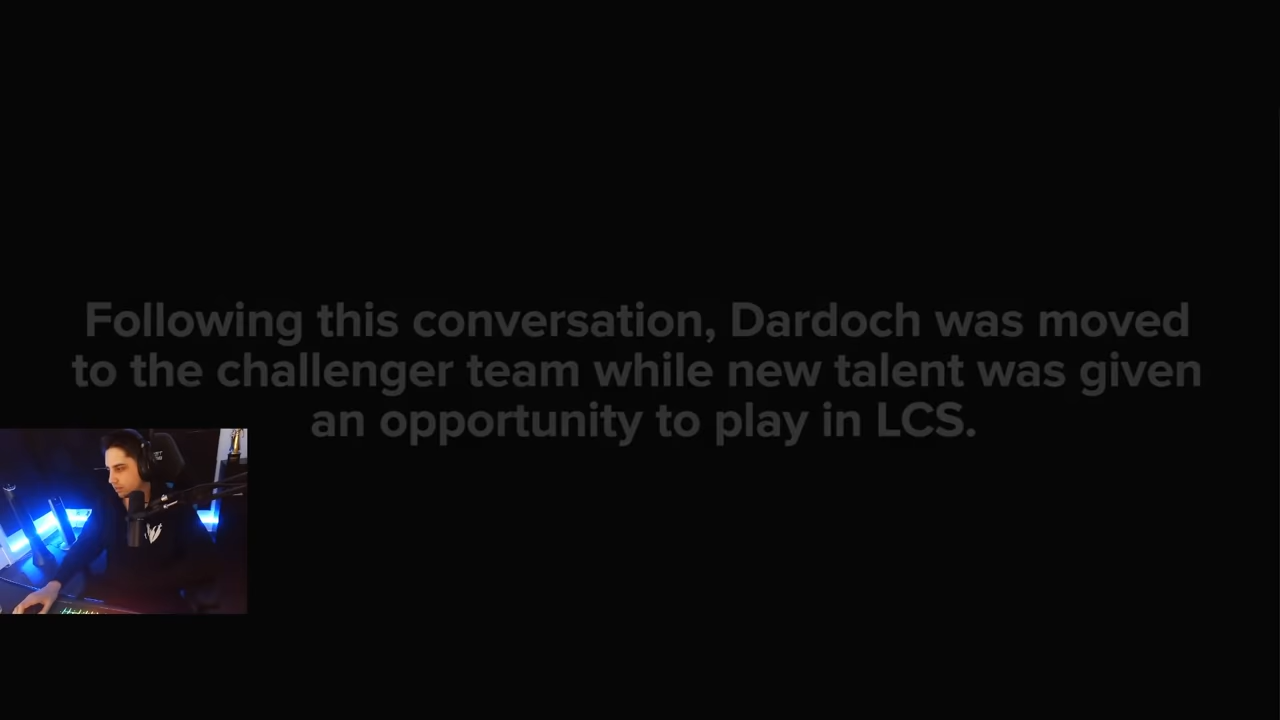 Following this conversation, Dardoch was moved
to the challenger team while new talent was given
an opportunity to play in LCS.